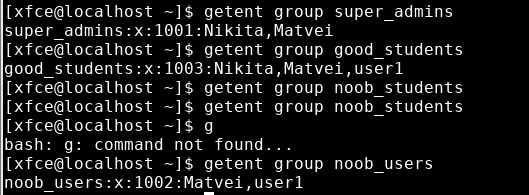 [xfce@localhost ~]$ getent group super_admins
super_admins:x:1001:Nikita,Matvei
[xfce@localhost ~]$ getent group good_students
good_students:x:1003:Nikita,Matvei,user1
[xfce@localhost ~]$ getent group noob_students
[xfce@localhost ~]$ getent group noob_students
[xfce@localhost ~]$ g
bash: g: command not found...
[xfce@localhost ~]$ getent group noob_users
noob_users:x:1002:Matvei,user1